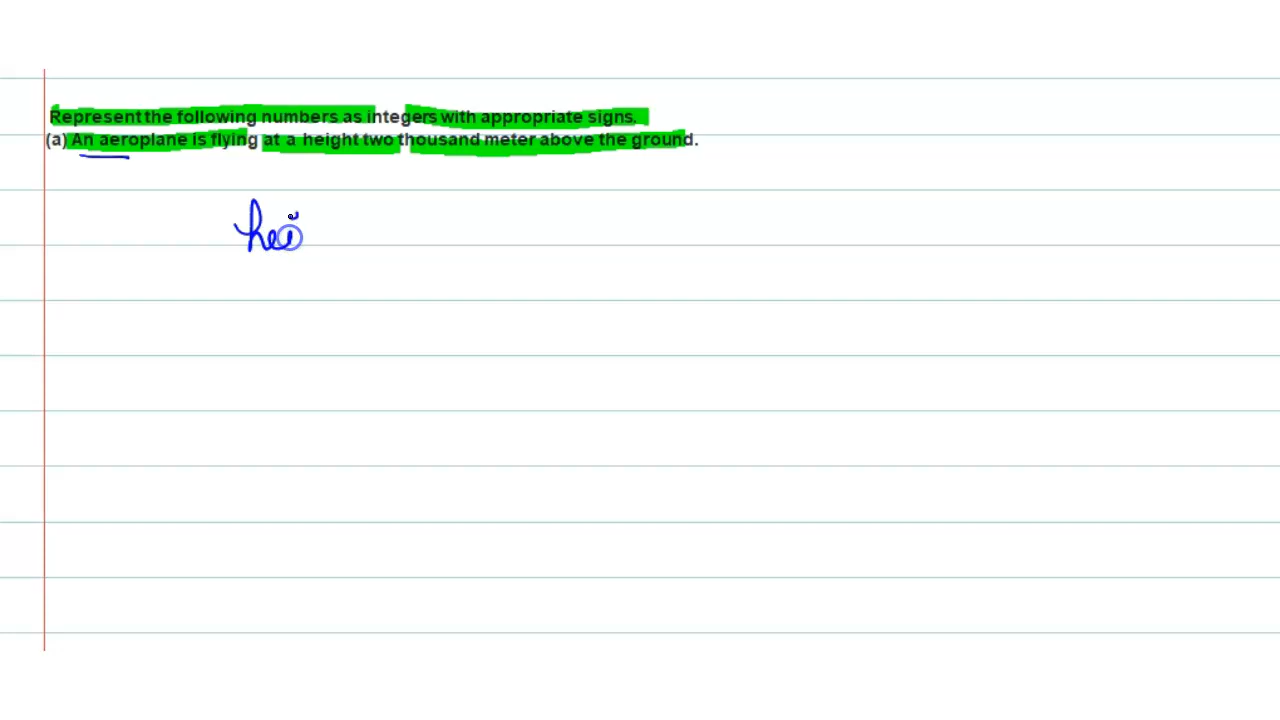 Represent the following numbers as integers with appropriate signs.
(a) An aeroplane is flying at a height two thousand meter above the ground.
hei